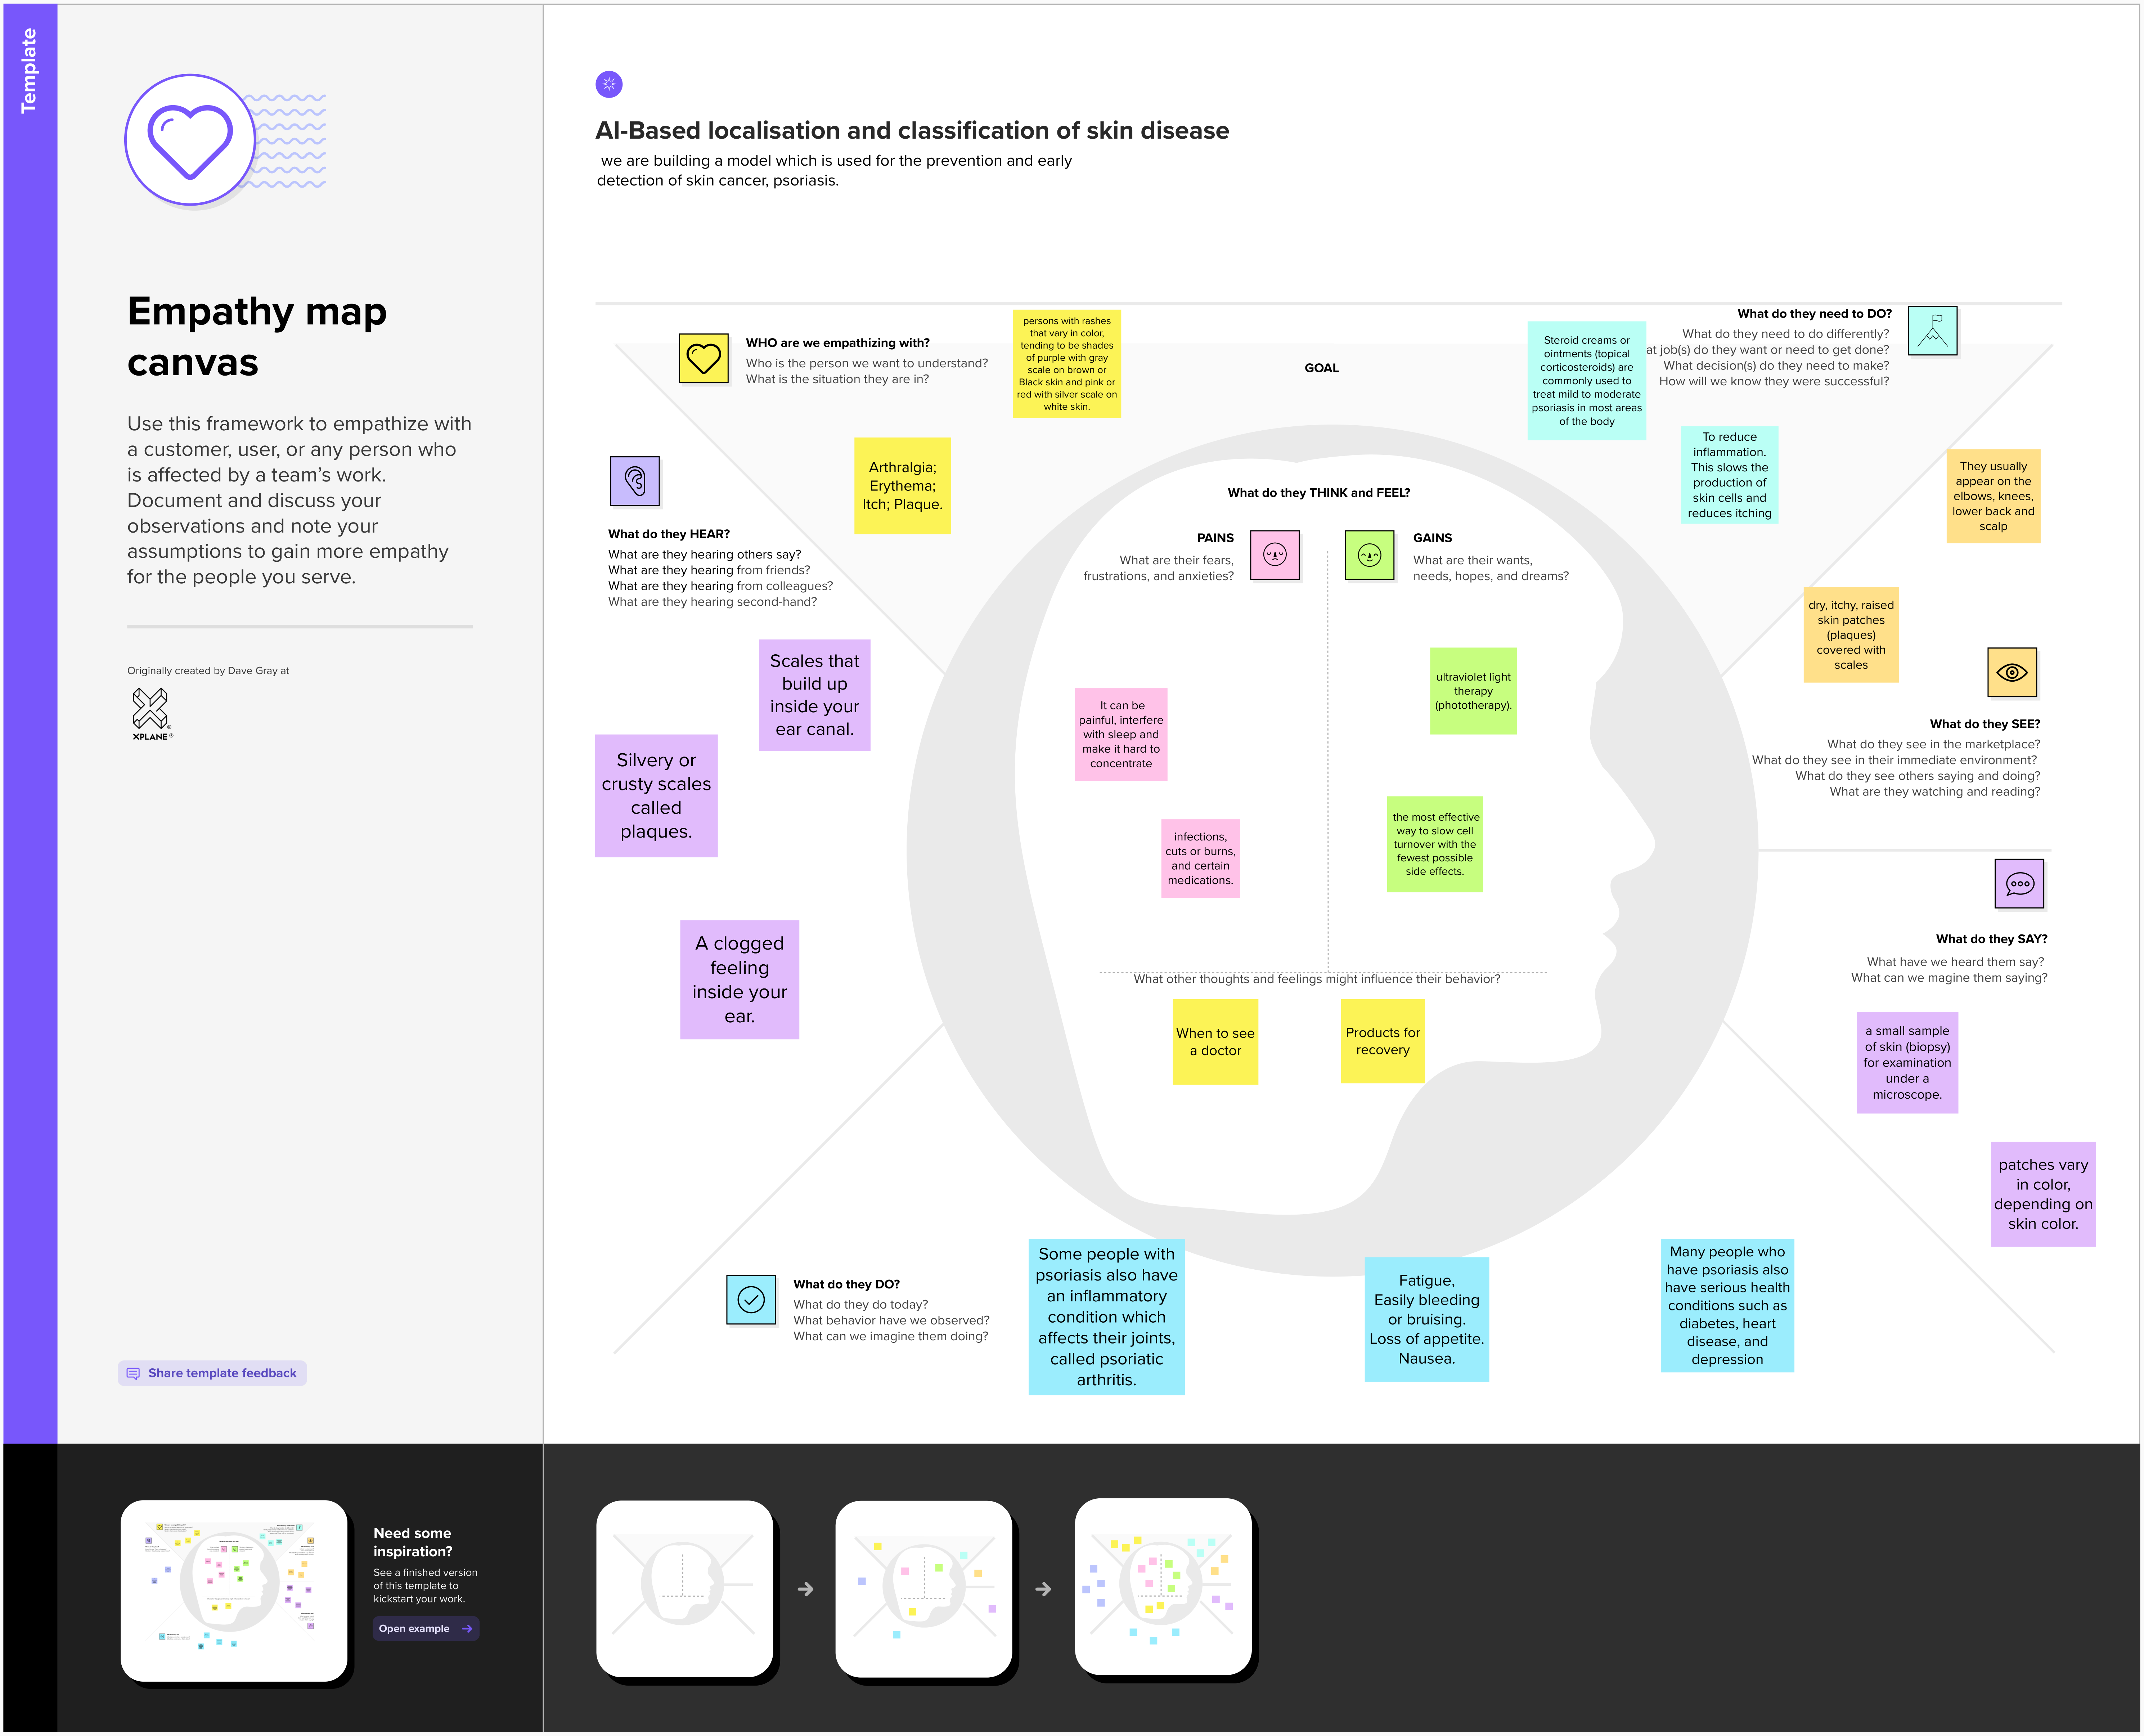 Template
Empathy map
canvas
Use this framework to empathize with
a customer, user, or any person who
is affected by a team's work.
Document and discuss your
observations and note your
assumptions to gain more empathy
for the people you serve.
Originally created by Dave Gray at
XPLANE®
Share template feedback
AI-Based localisation and classification of skin disease
we are building a model which is used for the prevention and early
detection of skin cancer, psoriasis.
WHO are we empathizing with?
Who is the person we want to understand?
What is the situation they are in?
persons with rashes
that vary in color,
tending to be shades
of purple with gray
scale on brown or
Black skin and pink or
red with silver scale on
white skin.
Arthralgia;
Erythema;
Itch; Plaque.
GOAL
What do they need to DO?
What do they need to do differently?
at job(s) do they want or need to get done?
What decision(s) do they need to make?
How will we know they were successful?
Steroid creams or
ointments (topical
corticosteroids) are
commonly used to
treat mild to moderate
psoriasis in most areas
of the body
To reduce
inflammation.
This slows the
production of
skin cells and
reduces itching
They usually
appear on the
elbows, knees,
lower back and
scalp
dry, itchy, raised
skin patches
(plaques)
covered with
scales
What do they SEE?
What do they see in the marketplace?
What do they see in their immediate environment?
What do they see others saying and doing?
What are they watching and reading?
What do they HEAR?
What are they hearing others say?
What are they hearing from friends?
What are they hearing from colleagues?
What are they hearing second-hand?
Scales that
build up
inside your
ear canal.
Silvery or
crusty scales
called
plaques.
A clogged
feeling
inside your
ear.
What do they THINK and FEEL?
PAINS
What are their fears,
frustrations, and anxieties?
GAINS
What are their wants,
needs, hopes, and dreams?
It can be
painful, interfere
with sleep and
make it hard to
concentrate
infections,
cuts or burns,
and certain
medications.
ultraviolet light
therapy
(phototherapy).
the most effective
way to slow cell
turnover with the
fewest possible
side effects.
What other thoughts and feelings might influence their behavior?
When to see
a doctor
Products for
recovery
What do they SAY?
What have we heard them say?
What can we magine them saying?
a small sample
of skin (biopsy)
for examination
under a
microscope.
patches vary
in color,
depending on
skin color.
What do they DO?
What do they do today?
What behavior have we observed?
What can we imagine them doing?
Some people with
psoriasis also have
an inflammatory
condition which
affects their joints,
called psoriatic
arthritis.
Fatigue,
Easily bleeding
or bruising.
Loss of appetite.
Nausea.
Many people who
have psoriasis also
have serious health
conditions such as
diabetes, heart
disease, and
depression
Need some
inspiration?
See a finished version
of this template to
kickstart your work.
Open example